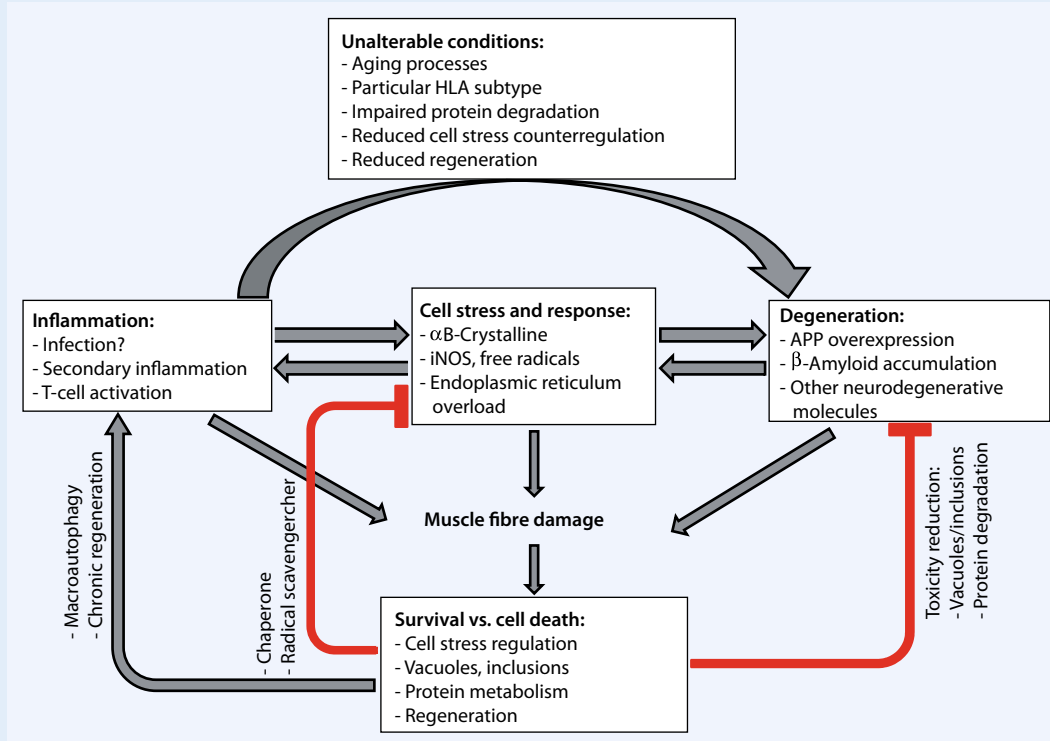 Unalterable conditions:
- Aging processes
- Particular HLA subtype
- Impaired protein degradation
- Reduced cell stress counterregulation
- Reduced regeneration
Inflammation:
- Infection?
- Secondary inflammation
- T-cell activation
Cell stress and response:
- αB-Crystalline
- iNOS, free radicals
- Endoplasmic reticulum
overload
Degeneration:
- APP overexpression
- β-Amyloid accumulation
- Other neurodegenerative
molecules
Muscle fibre damage
- Macroautophagy
- Chronic regeneration
- Chaperone
- Radical scavengercher
Toxicity reduction:
- Vacuoles/inclusions
- Protein degradation
Survival vs. cell death:
- Cell stress regulation
- Vacuoles, inclusions
- Protein metabolism
- Regeneration